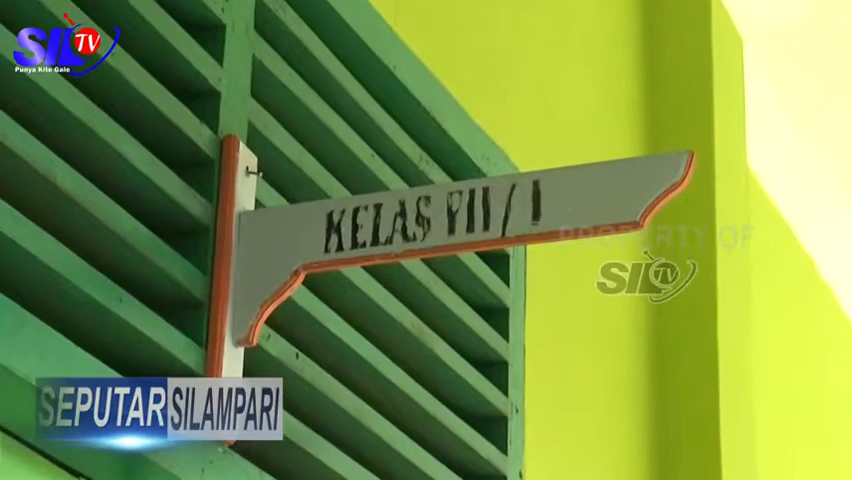 SILTV
Punya Kite Gale
KELAS VII/1
PROPERTY OF
SILTV
SEPUTAR SILAMPARI